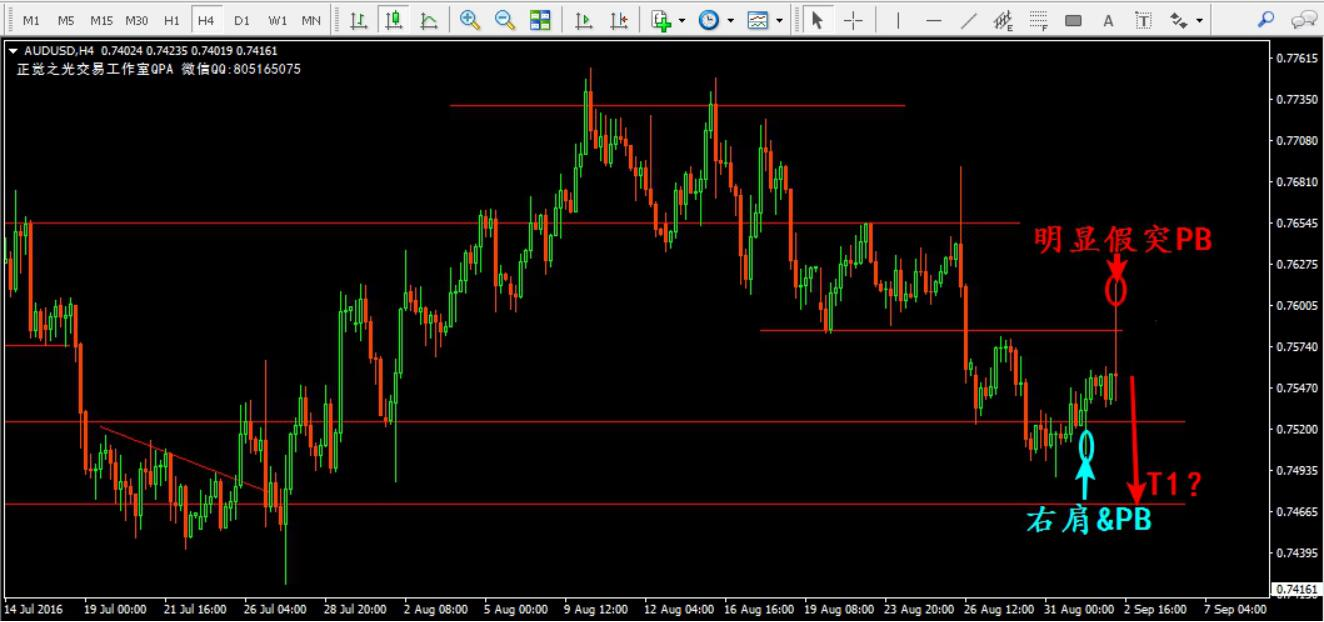 M1 M5 M15 M30 H1 H4 D1 W1 MN E F A T
AUDUSD,H4 0.74024 0.74235 0.74019 0.74161
正觉之光交易工作室QPA 微信QQ:805165075
0.77615
0.77350
0.77080
0.76810
0.76545
明显假突PB
0.76275
0.76005
0.75740
0.75470
0.75200
0.74935
T1？
0.74665
右肩&PB
0.74395
0.74161
14 Jul 2016 19 Jul 00:00 21 Jul 16:00 26 Jul 04:00 28 Jul 20:00 2 Aug 08:00 5 Aug 00:00 9 Aug 12:00 12 Aug 04:00 16 Aug 16:00 19 Aug 08:00 23 Aug 20:00 26 Aug 12:00 31 Aug 00:00 2 Sep 16:00 7 Sep 04:00